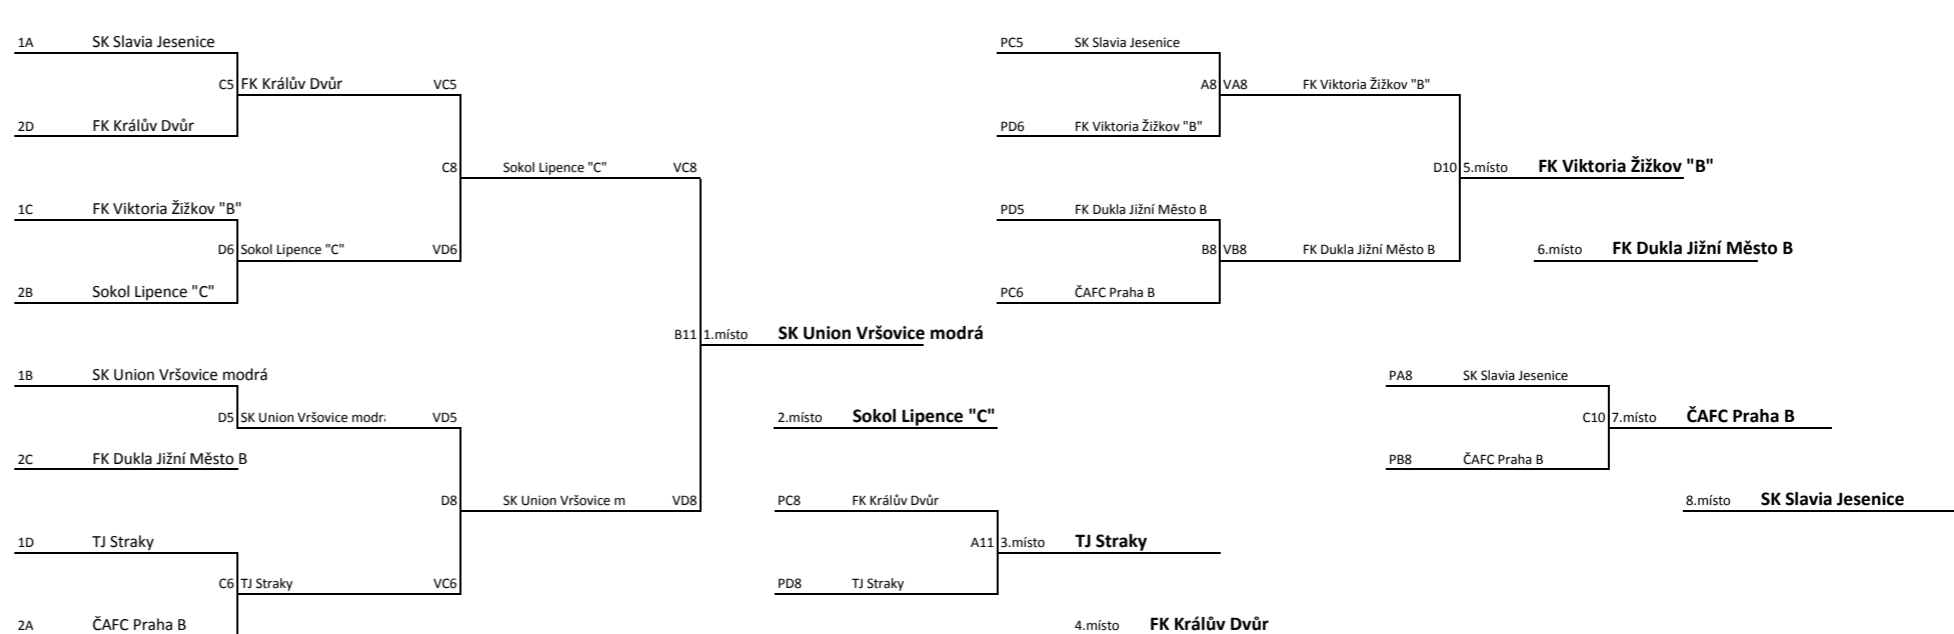 1A SK Slavia Jesenice PC5 SK Slavia Jesenice
C5 FK Králův Dvůr VC5 A8 VA8 FK Viktoria Žižkov "B"
2D FK Králův Dvůr PD6 FK Viktoria Žižkov "B"
C8 Sokol Lipence "C" VC8 D10 5.místo FK Viktoria Žižkov "B"
1C FK Viktoria Žižkov "B" PD5 FK Dukla Jižní Město B
D6 Sokol Lipence "C" VD6 B8 VB8 FK Dukla Jižní Město B 6.místo FK Dukla Jižní Město B
2B Sokol Lipence "C" PC6 ČAFC Praha B
B11 1.místo SK Union Vršovice modrá
1B SK Union Vršovice modrá PA8 SK Slavia Jesenice
D5 SK Union Vršovice modr VD5 2.místo Sokol Lipence "C" C10 7.místo ČAFC Praha B
2C FK Dukla Jižní Město B PB8 ČAFC Praha B
D8 SK Union Vršovice m VD8 PC8 FK Králův Dvůr 8.místo SK Slavia Jesenice
1D TJ Straky A11 3.místo TJ Straky
C6 TJ Straky VC6 PD8 TJ Straky
2A ČAFC Praha B 4.místo FK Králův Dvůr